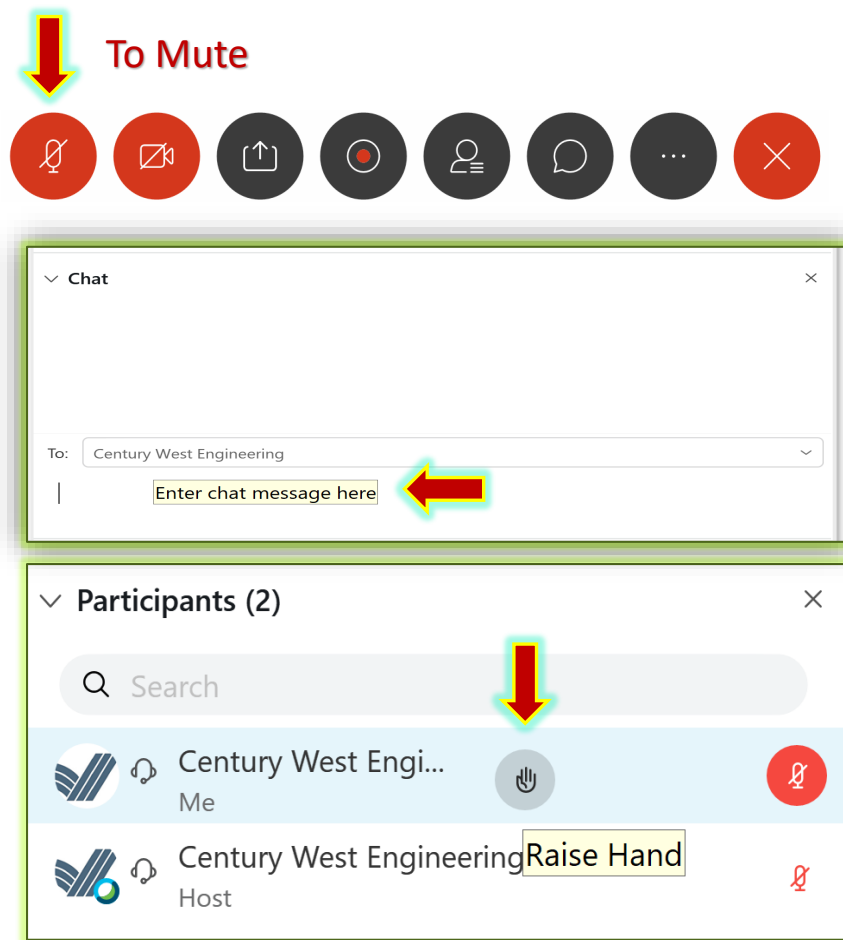 To Mute
Chat
To: Century West Engineering
Enter chat message here
Participants (2)
Search
Century West Engi...
Me
Century West Engineering
Raise Hand
Host